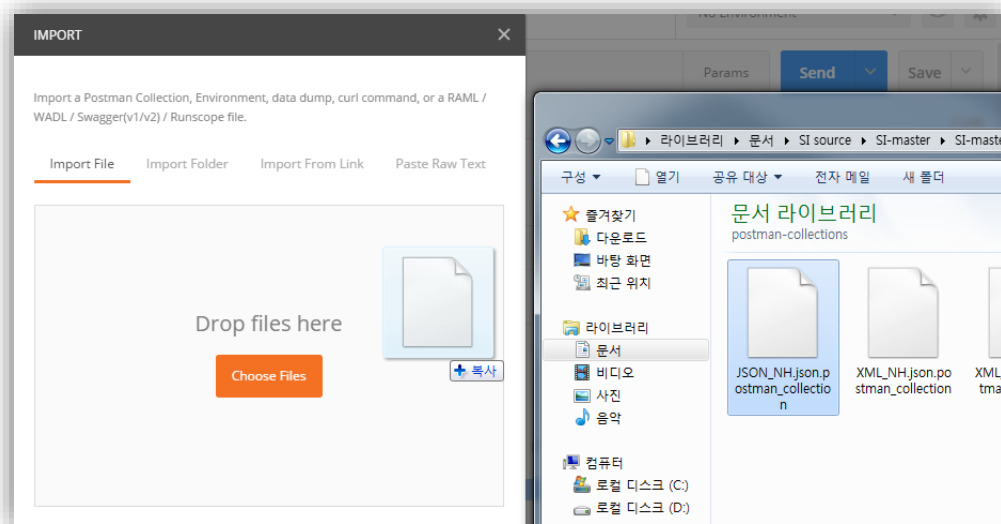 IMPORT
Import a Postman Collection, Environment, data dump, curl command, or a RAML /
WADL / Swagger(v1/v2) / Runscope file.
Import File Import Folder Import From Link Paste Raw Text
Drop files here
Choose Files
복사
No Environment
Params Send Save
라이브러리 문서 SI source SI-master SI-maste
구성 열기 공유 대상 전자 메일 새 폴더
즐겨찾기
다운로드
바탕 화면
최근 위치
라이브러리
문서
비디오
사진
음악
컴퓨터
로컬 디스크 (C:)
로컬 디스크 (D:)
문서 라이브러리
postman-collections
JSON_NH.json.p
ostman_collectio
n
XML_NH.json.po
stman_collection
XML_
tma